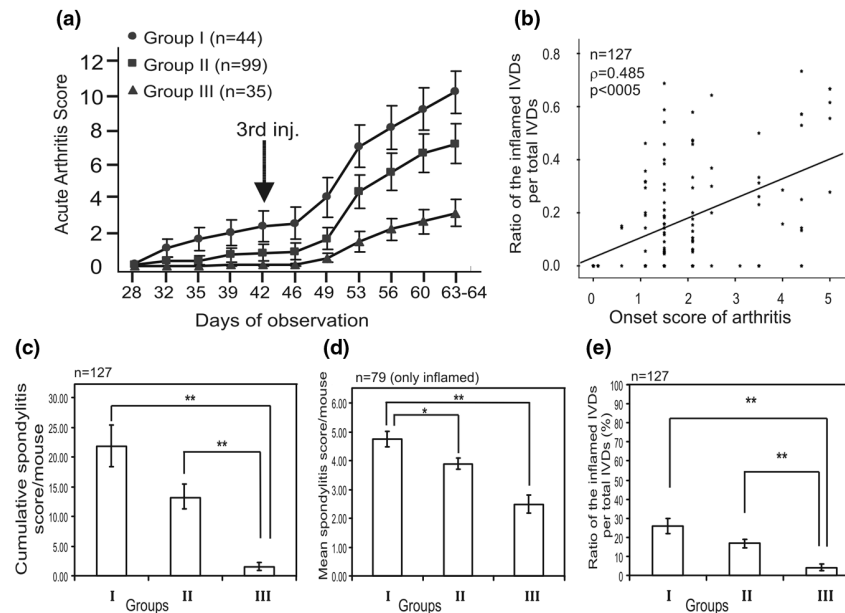 (a)
Group I (n=44)
Group II (n=99)
Group III (n=35)
3rd inj.
Acute Arthritis Score
10
8
6
4
2
0
28 32 35 39 42 46 49 53 56 60 63-64
Days of observation
(b)
n=127
ρ=0.485
p<0005
Ratio of the inflamed IVDs
per total IVDs
0.8
0.6
0.4
0.2
0.0
0 1 2 3 4 5
Onset score of arthritis
(c)
n=127
Cumulative spondylitis
score/mouse
30.00
25.00
20.00
15.00
10.00
5.00
0.00
**
**
I II III
Groups
(d)
n=79 (only inflamed)
Mean spondylitis score/mouse
7.00
6.00
5.00
4.00
3.00
2.00
1.00
0.00
**
*
I II III
Groups
(e)
n=127
Ratio of the inflamed IVDs
per total IVDs (%)
100
90
80
70
60
50
40
30
20
10
0
**
**
I II III
Groups